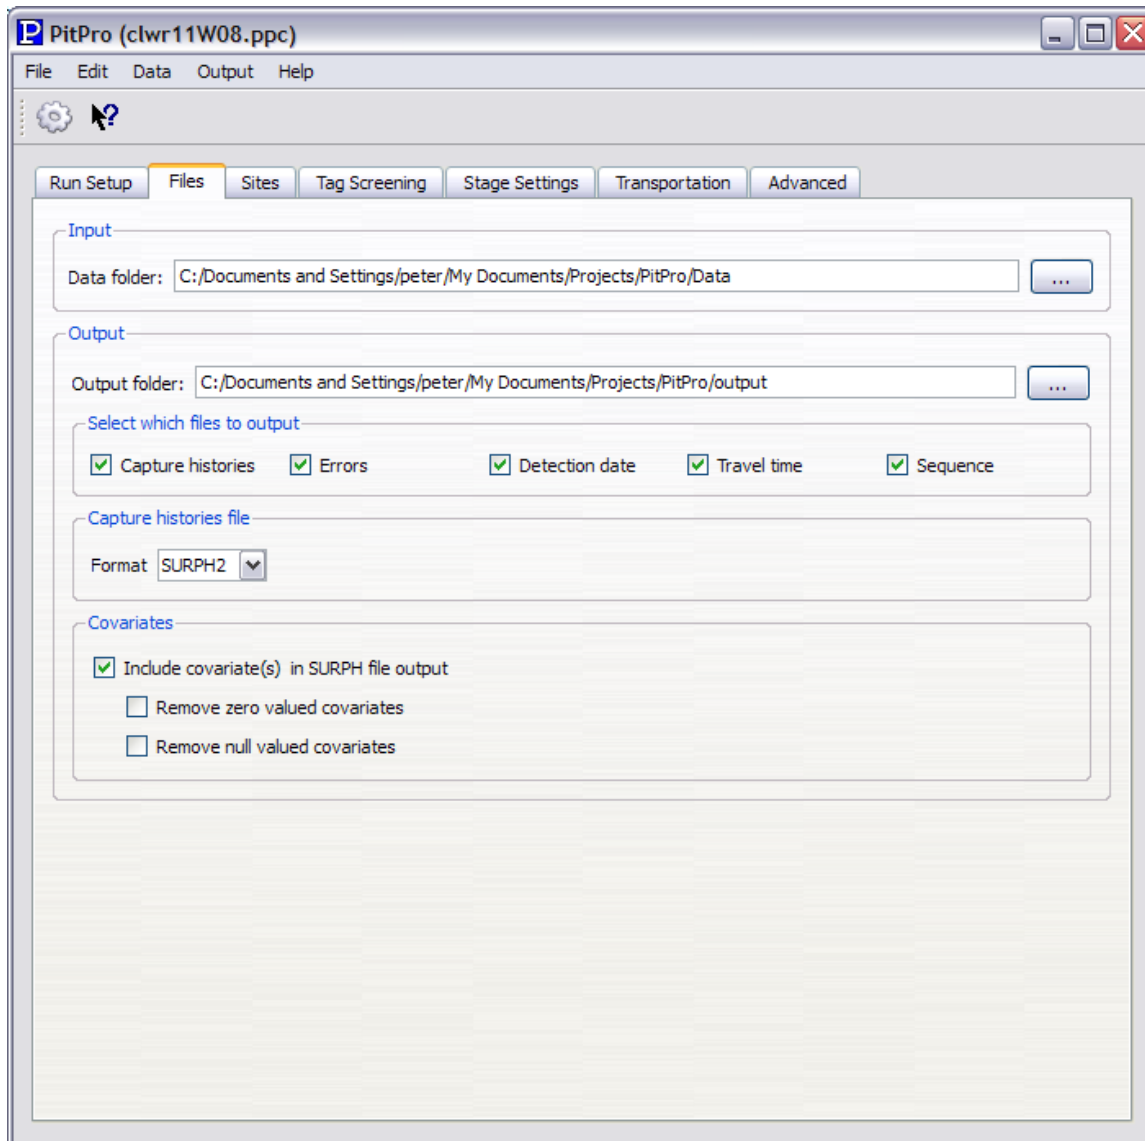 P PitPro (clwr11W08.ppc)
File Edit Data Output Help
?
Run Setup Files Sites Tag Screening Stage Settings Transportation Advanced
Input
Data folder: C:/Documents and Settings/peter/My Documents/Projects/PitPro/Data ...
Output
Output folder: C:/Documents and Settings/peter/My Documents/Projects/PitPro/output ...
Select which files to output
Capture histories Errors Detection date Travel time Sequence
Capture histories file
Format SURPH2
Covariates
Include covariate(s) in SURPH file output
Remove zero valued covariates
Remove null valued covariates